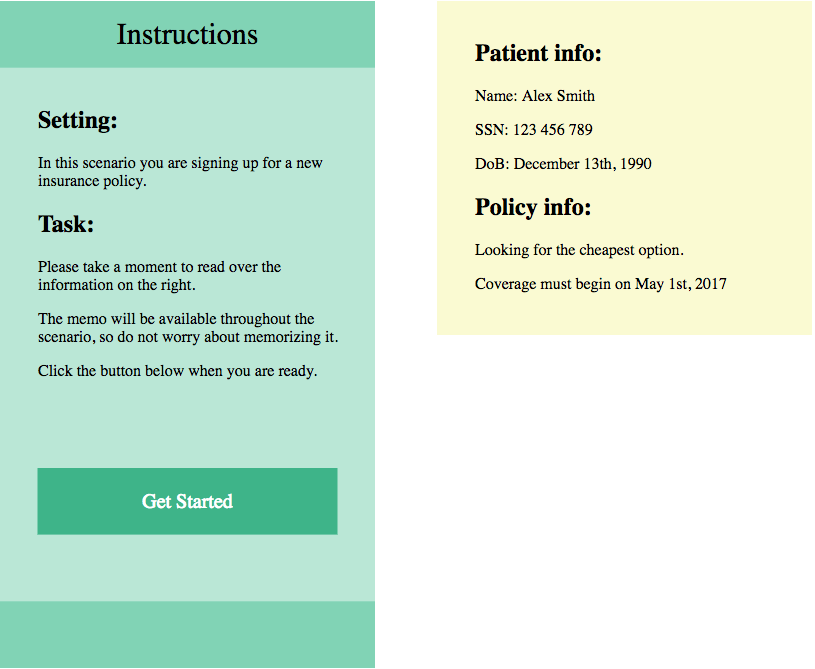 Instructions
Setting:
In this scenario you are signing up for a new
insurance policy.
Task:
Please take a moment to read over the
information on the right.
The memo will be available throughout the
scenario, so do not worry about memorizing it.
Click the button below when you are ready.
Get Started
Patient info:
Name: Alex Smith
SSN: 123 456 789
DoB: December 13th, 1990
Policy info:
Looking for the cheapest option.
Coverage must begin on May 1st, 2017